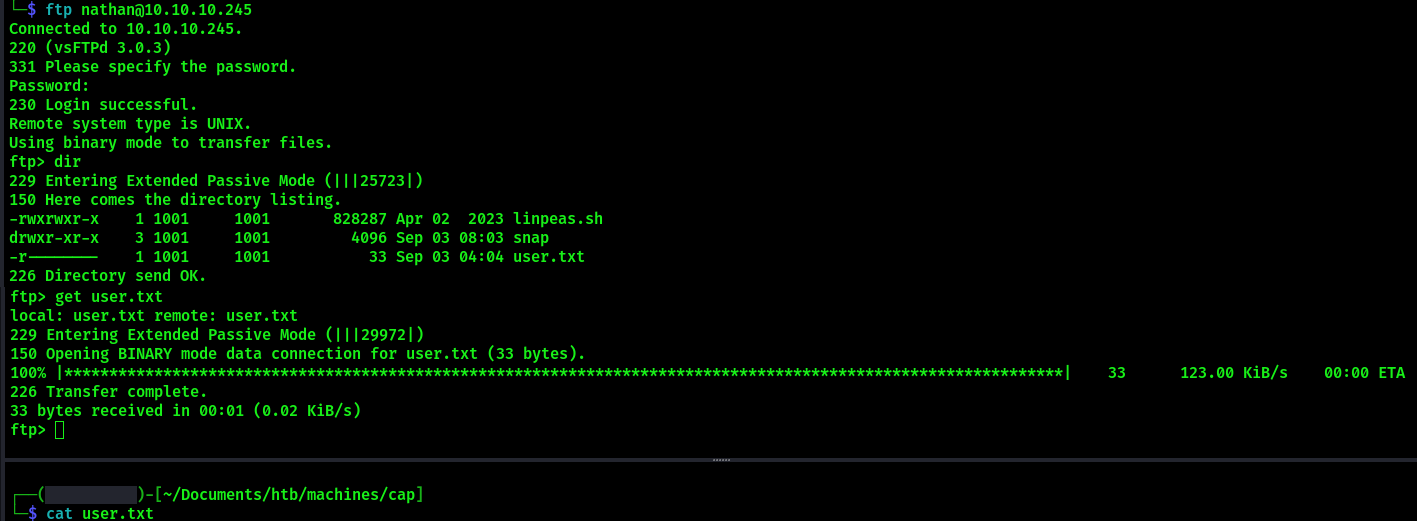 └─$ ftp nathan@10.10.10.245
Connected to 10.10.10.245.
220 (vsFTPd 3.0.3)
331 Please specify the password.
Password:
230 Login successful.
Remote system type is UNIX.
Using binary mode to transfer files.
ftp> dir
229 Entering Extended Passive Mode (|||25723|)
150 Here comes the directory listing.
-rwxrwxr-x    1 1001     1001       828287 Apr 02  2023 linpeas.sh
drwxr-xr-x    3 1001     1001         4096 Sep 03 08:03 snap
-r--------    1 1001     1001           33 Sep 03 04:04 user.txt
226 Directory send OK.
ftp> get user.txt
local: user.txt remote: user.txt
229 Entering Extended Passive Mode (|||29972|)
150 Opening BINARY mode data connection for user.txt (33 bytes).
100% |***************************************************************************************************************|    33      123.00 KiB/s    00:00 ETA
226 Transfer complete.
33 bytes received in 00:01 (0.02 KiB/s)
ftp>
┌──( )-[~/Documents/htb/machines/cap]
└─$ cat user.txt